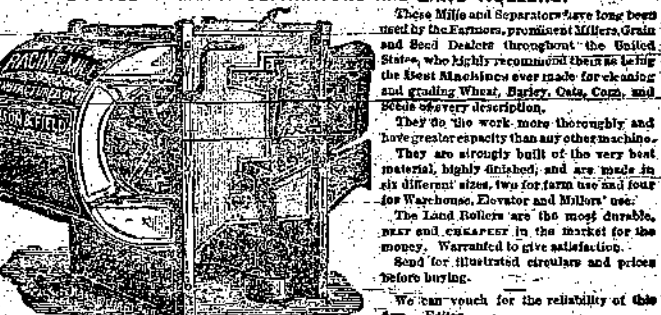 RACINE MI
MANUFACTURED BY
SON & FIELD
These Mills and Separators have long been
used by the Farmers, prominent Millers, Grain
and Seed Dealers throughout the United
States, who highly recommend them as being
the Best Machines ever made for cleaning
and grading Wheat, Barley, Oats, Corn, and
Seeds of every description.
They do the work more thoroughly and
have greater capacity than any other machine.
They are strongly built of the very best
material, highly finished, and are made in
six different sizes, two for farm use and four
for Warehouse, Elevator and Millers' use.
The Land Rollers are the most durable,
BEST and CHEAPEST in the market for the
money. Warranted to give satisfaction.
Send for illustrated circulars and prices
before buying.
We can vouch for the reliability of this
Editor